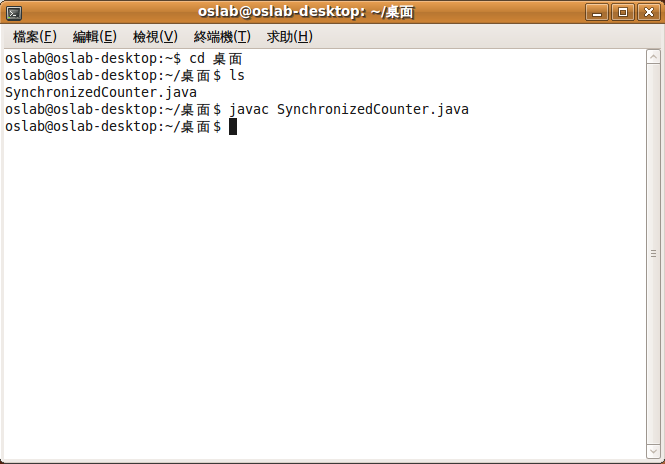 oslab@oslab-desktop: ~/桌面
檔案(F) 編輯(E) 檢視(V) 終端機(T) 求助(H)
oslab@oslab-desktop:~$ cd 桌面
oslab@oslab-desktop:~/桌面$ ls
SynchronizedCounter.java
oslab@oslab-desktop:~/桌面$ javac SynchronizedCounter.java
oslab@oslab-desktop:~/桌面$